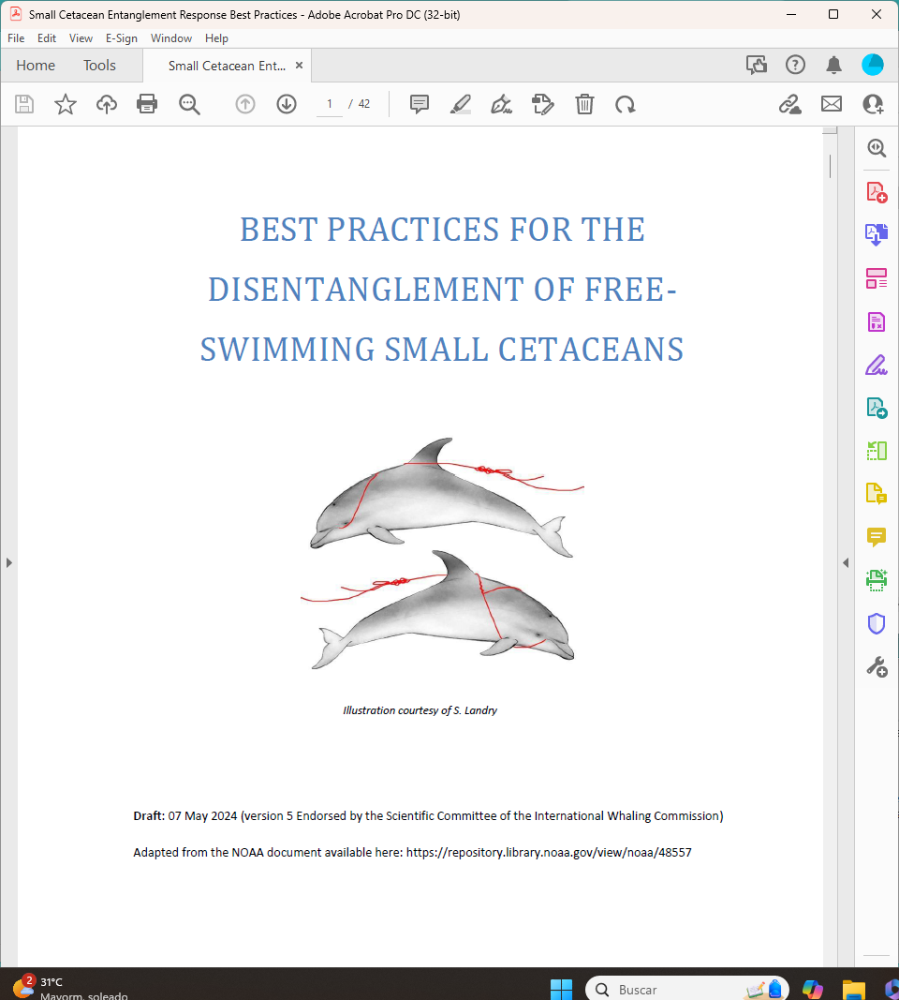 Small Cetacean Entanglement Response Best Practices - Adobe Acrobat Pro DC (32-bit)
File Edit View E-Sign Window Help
Home Tools Small Cetacean Ent... ×
1 / 42
BEST PRACTICES FOR THE
DISENTANGLEMENT OF FREE-
SWIMMING SMALL CETACEANS
Illustration courtesy of S. Landry
Draft: 07 May 2024 (version 5 Endorsed by the Scientific Committee of the International Whaling Commission)
Adapted from the NOAA document available here: https://repository.library.noaa.gov/view/noaa/48557
2
31°C
Mayorm. soleado
Buscar